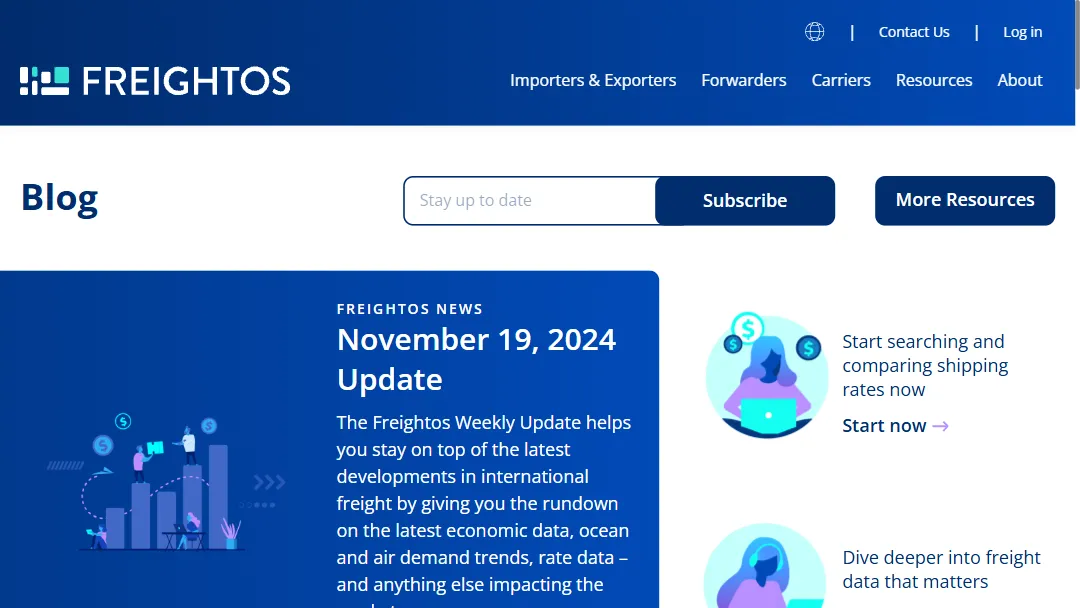 | Contact Us | Log in
FREIGHTOS
Importers & Exporters Forwarders Carriers Resources About
Blog
Stay up to date
Subscribe
More Resources
FREIGHTOS NEWS
November 19, 2024
Update
The Freightos Weekly Update helps
you stay on top of the latest
developments in international
freight by giving you the rundown
on the latest economic data, ocean
and air demand trends, rate data –
and anything else impacting the
Start searching and
comparing shipping
rates now
Start now →
Dive deeper into freight
data that matters